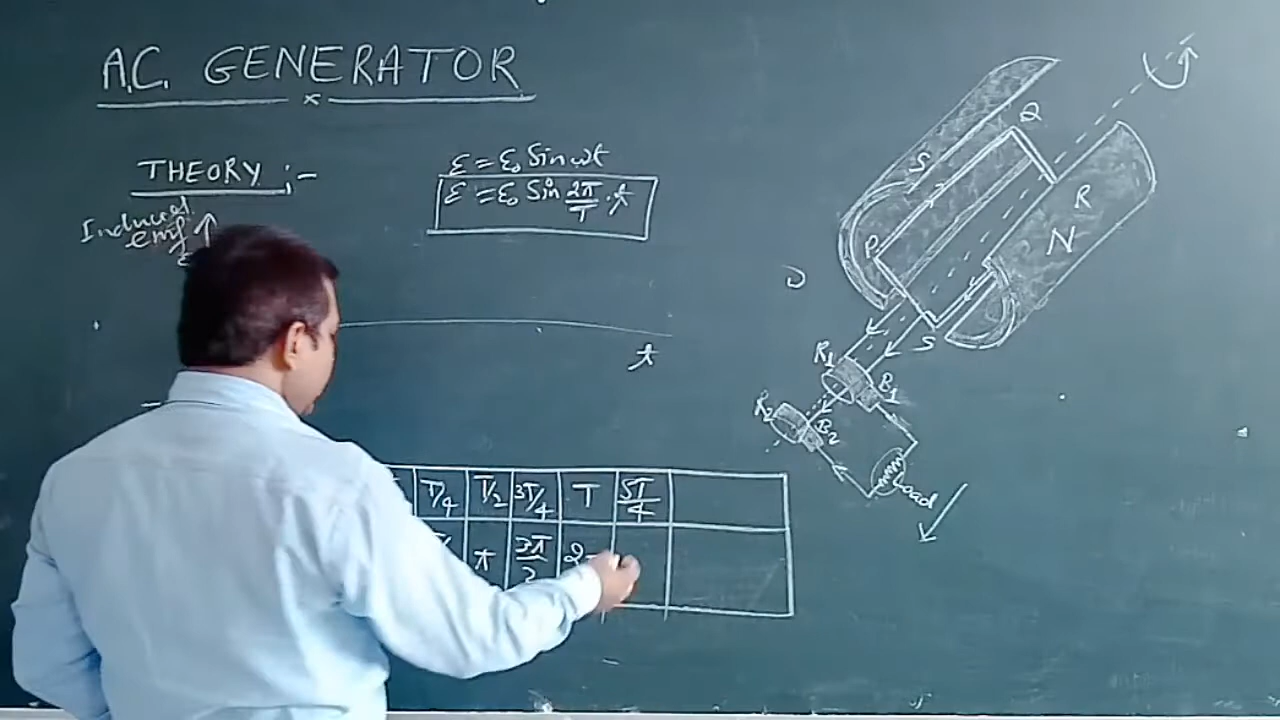 A.C. GENERATOR
THEORY :-
ε = ε₀ Sin ωt
ε = ε₀ Sin 2π/T · t
Induced
emf
ε
t
T/4 T/2 3T/4 T 5T/4
π 3π/2 2π
Q
S
R
N
P
S
R₁
B₁
R₂
B₂
Load